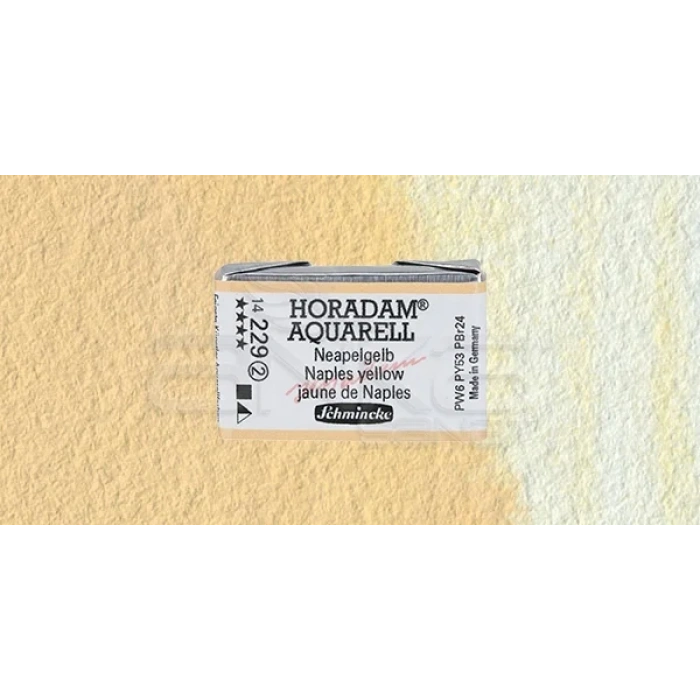 HORADAM®
AQUARELL
Neapelgelb
Naples yellow
jaune de Naples
Schmincke
14 229 2
★★★★
PW6 PY53 PBr24
Made in Germany